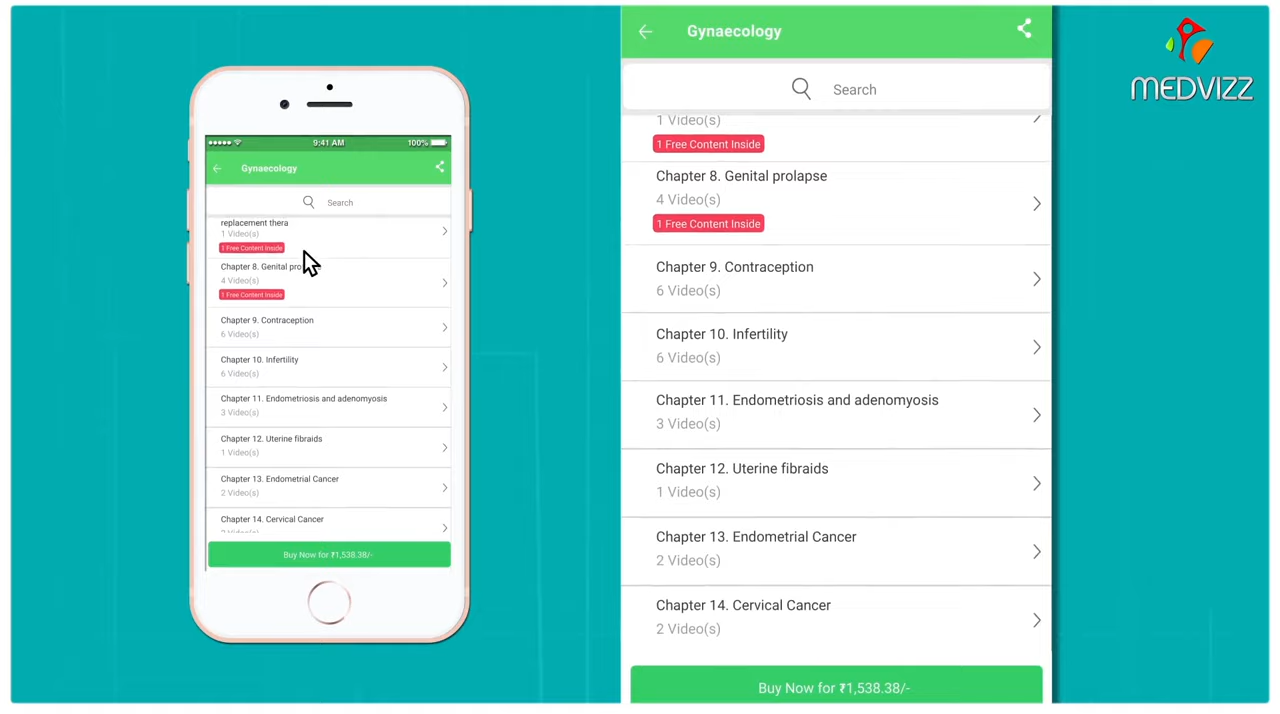 9:41 AM
100%
Gynaecology
Search
replacement thera
1 Video(s)
1 Free Content Inside
Chapter 8. Genital pro
4 Video(s)
1 Free Content Inside
Chapter 9. Contraception
6 Video(s)
Chapter 10. Infertility
6 Video(s)
Chapter 11. Endometriosis and adenomyosis
3 Video(s)
Chapter 12. Uterine fibraids
1 Video(s)
Chapter 13. Endometrial Cancer
2 Video(s)
Chapter 14. Cervical Cancer
2 Video(s)
Buy Now for ₹1,538.38/-
Gynaecology
Search
1 Video(s)
1 Free Content Inside
Chapter 8. Genital prolapse
4 Video(s)
1 Free Content Inside
Chapter 9. Contraception
6 Video(s)
Chapter 10. Infertility
6 Video(s)
Chapter 11. Endometriosis and adenomyosis
3 Video(s)
Chapter 12. Uterine fibraids
1 Video(s)
Chapter 13. Endometrial Cancer
2 Video(s)
Chapter 14. Cervical Cancer
2 Video(s)
Buy Now for ₹1,538.38/-
MEDVIZZ